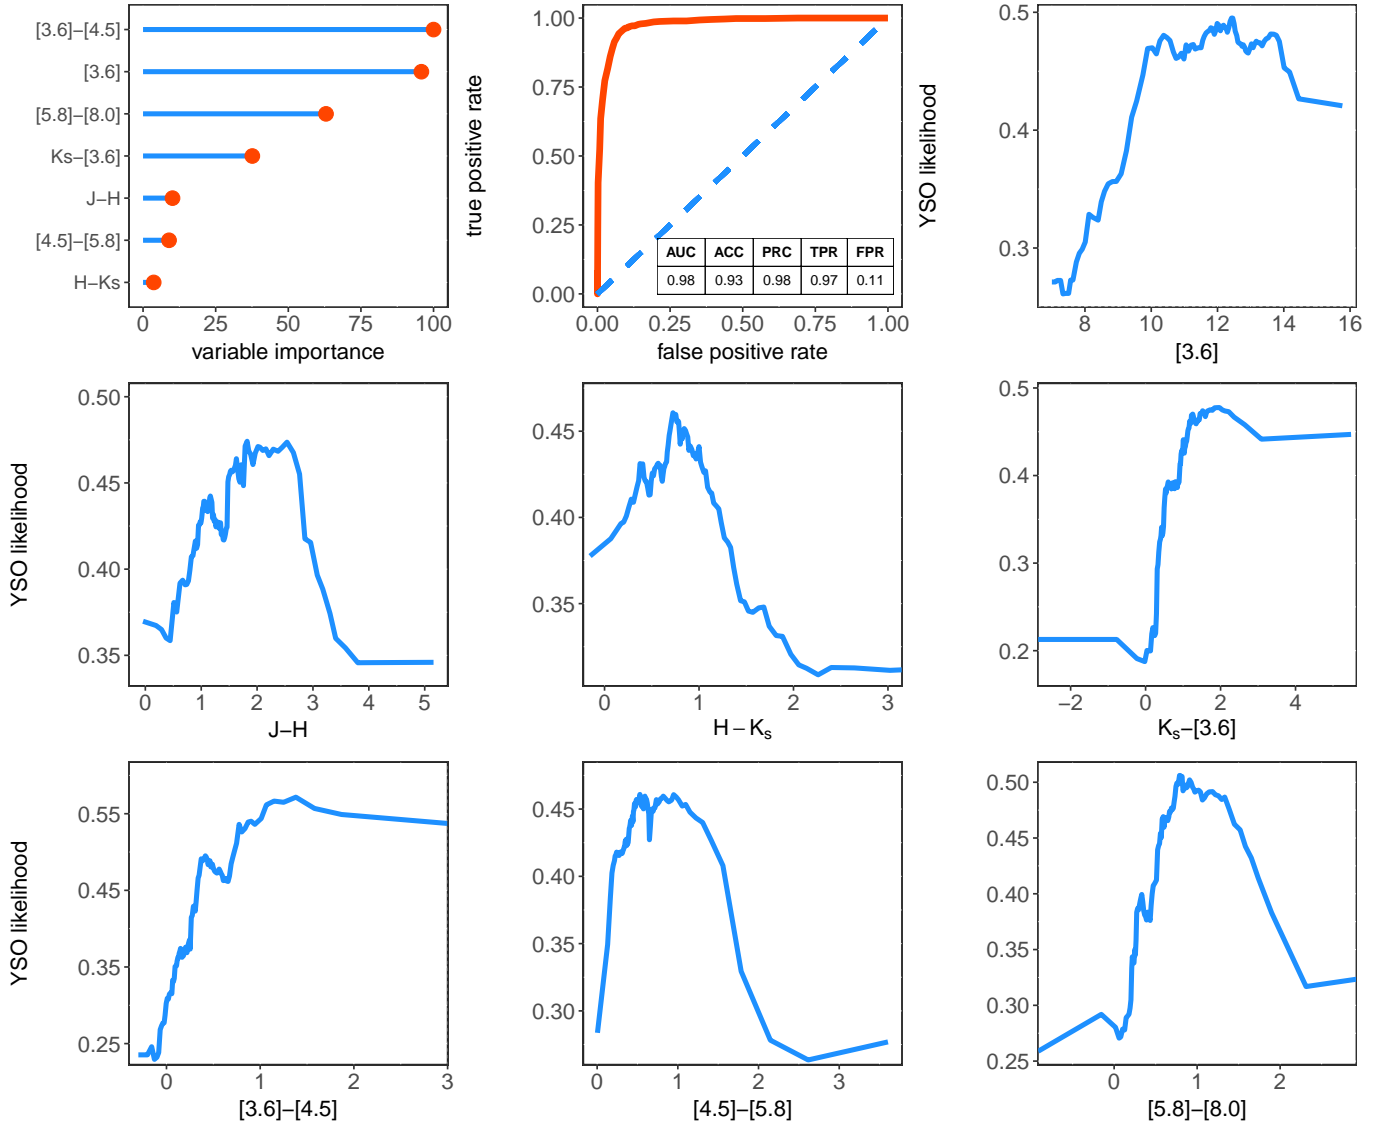 [3.6]–[4.5]
[3.6]
[5.8]–[8.0]
Ks–[3.6]
J–H
[4.5]–[5.8]
H–Ks
0 25 50 75 100
variable importance
true positive rate
1.00
0.75
0.50
0.25
0.00
AUC ACC PRC TPR FPR
0.98 0.93 0.98 0.97 0.11
0.00 0.25 0.50 0.75 1.00
false positive rate
YSO likelihood
0.5
0.4
0.3
8 10 12 14 16
[3.6]
YSO likelihood
0.50
0.45
0.40
0.35
0 1 2 3 4 5
J–H
0.45
0.40
0.35
0 1 2 3
H – Ks
0.5
0.4
0.3
0.2
−2 0 2 4
Ks–[3.6]
YSO likelihood
0.55
0.45
0.35
0.25
0 1 2 3
[3.6]–[4.5]
0.45
0.40
0.35
0.30
0 1 2 3
[4.5]–[5.8]
0.50
0.45
0.40
0.35
0.30
0.25
0 1 2
[5.8]–[8.0]